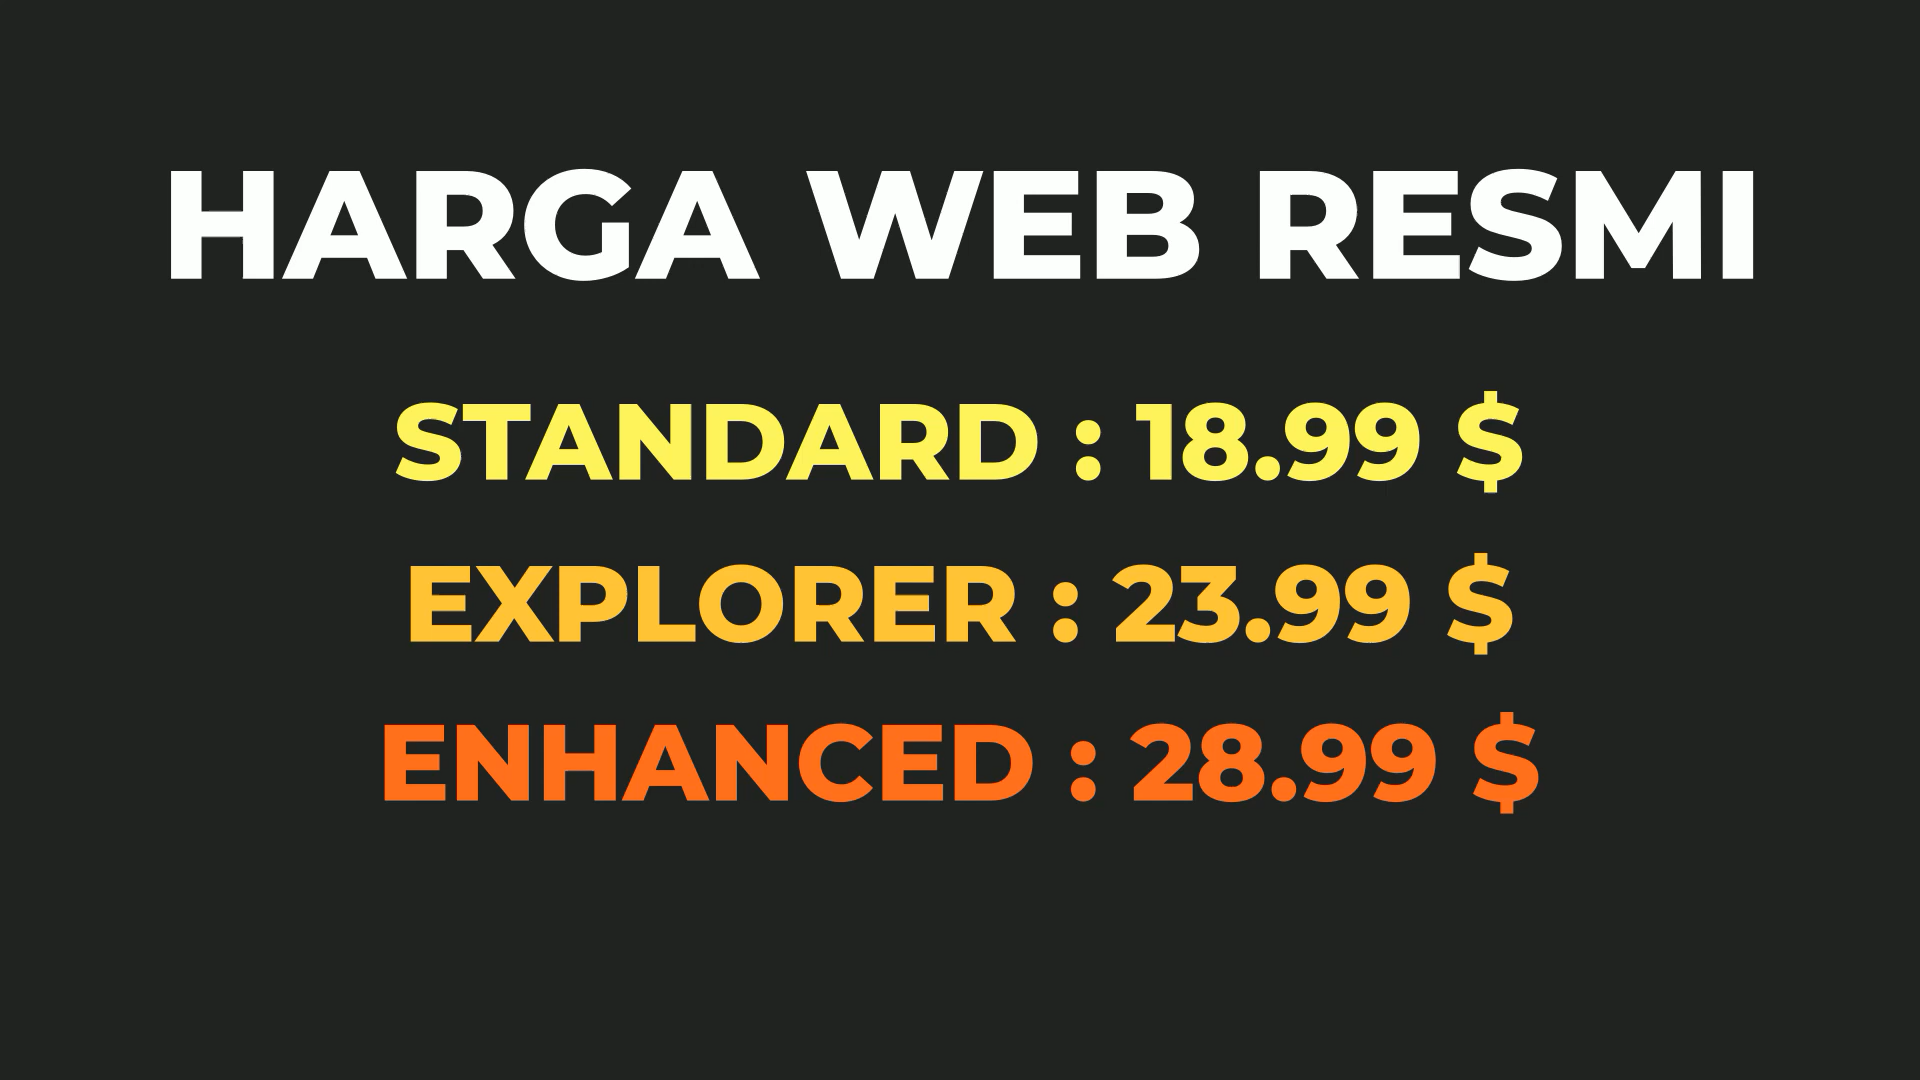 HARGA WEB RESMI
STANDARD : 18.99 $
EXPLORER : 23.99 $
ENHANCED : 28.99 $